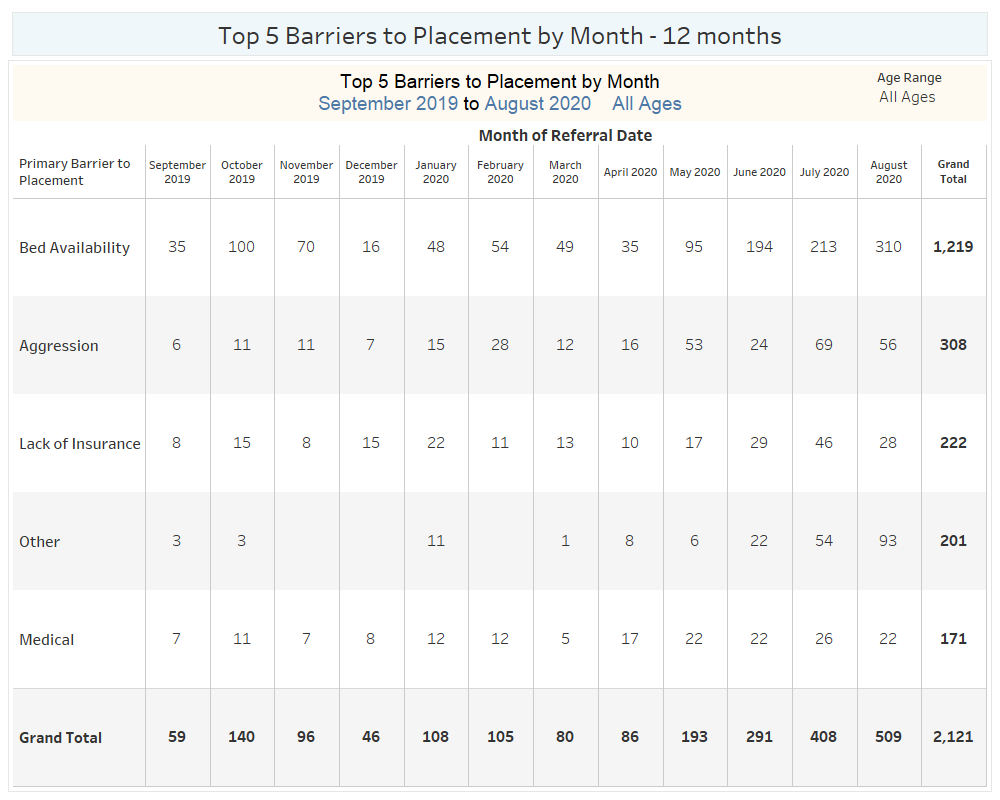 Top 5 Barriers to Placement by Month - 12 months
Top 5 Barriers to Placement by Month
September 2019 to August 2020 All Ages
Age Range
All Ages
Month of Referral Date
Primary Barrier to Placement September 2019 October 2019 November 2019 December 2019 January 2020 February 2020 March 2020 April 2020 May 2020 June 2020 July 2020 August 2020 Grand Total
Bed Availability 35 100 70 16 48 54 49 35 95 194 213 310 1,219
Aggression 6 11 11 7 15 28 12 16 53 24 69 56 308
Lack of Insurance 8 15 8 15 22 11 13 10 17 29 46 28 222
Other 3 3 11 1 8 6 22 54 93 201
Medical 7 11 7 8 12 12 5 17 22 22 26 22 171
Grand Total 59 140 96 46 108 105 80 86 193 291 408 509 2,121